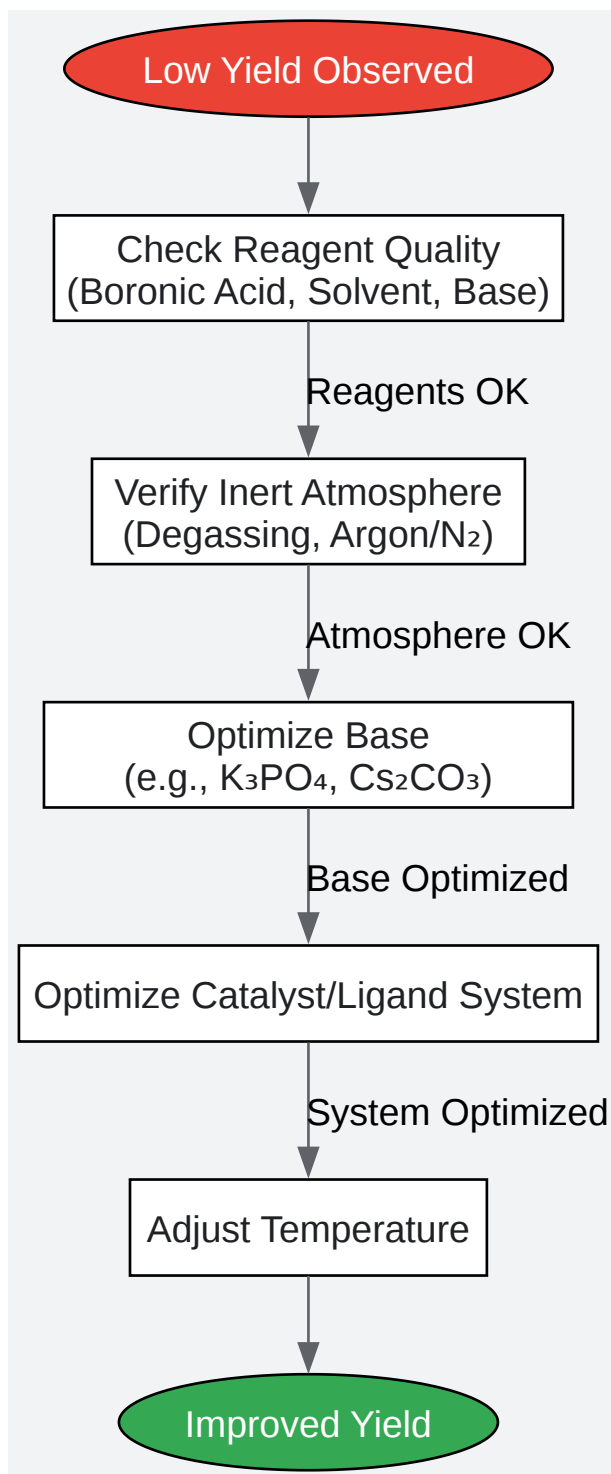 Low Yield Observed
Check Reagent Quality
(Boronic Acid, Solvent, Base)
Reagents OK
Verify Inert Atmosphere
(Degassing, Argon/N₂)
Atmosphere OK
Optimize Base
(e.g., K₃PO₄, Cs₂CO₃)
Base Optimized
Optimize Catalyst/Ligand System
System Optimized
Adjust Temperature
Improved Yield